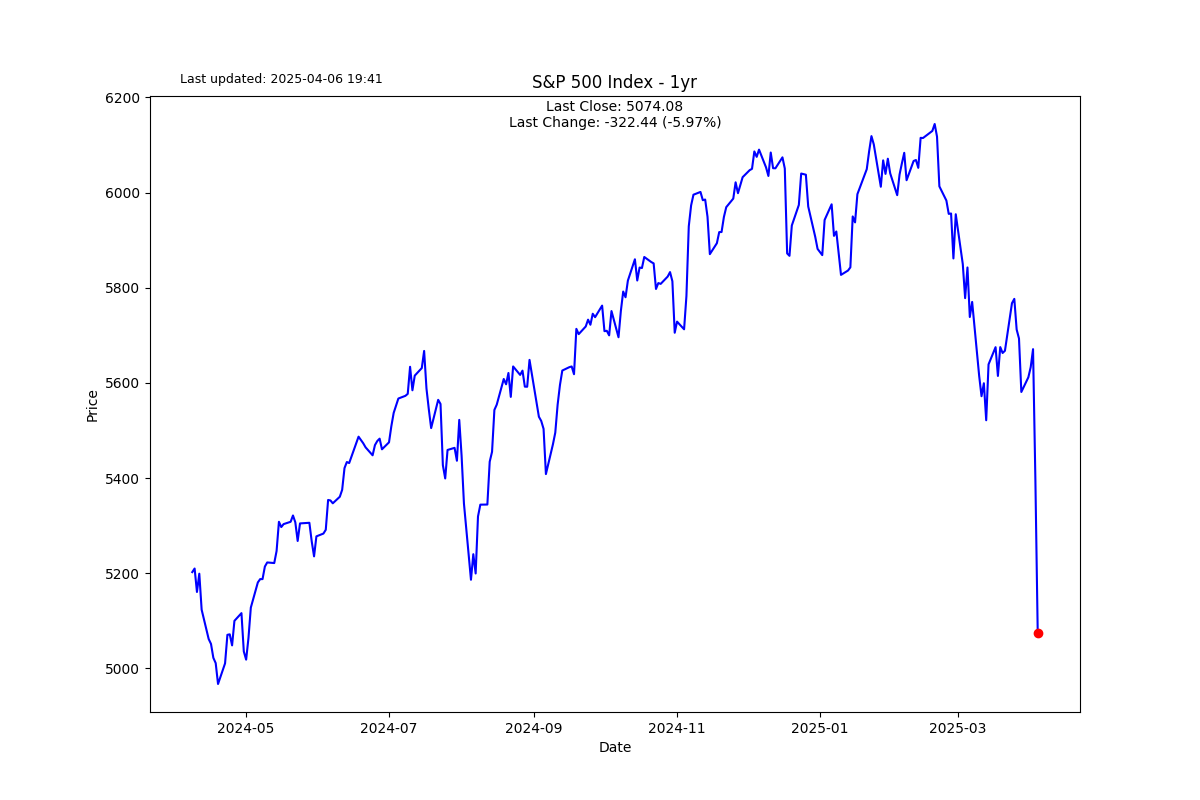 Last updated: 2025-04-06 19:41
S&P 500 Index - 1yr
Last Close: 5074.08
Last Change: -322.44 (-5.97%)
6200
6000
5800
5600
5400
5200
5000
Price
2024-05 2024-07 2024-09 2024-11 2025-01 2025-03
Date